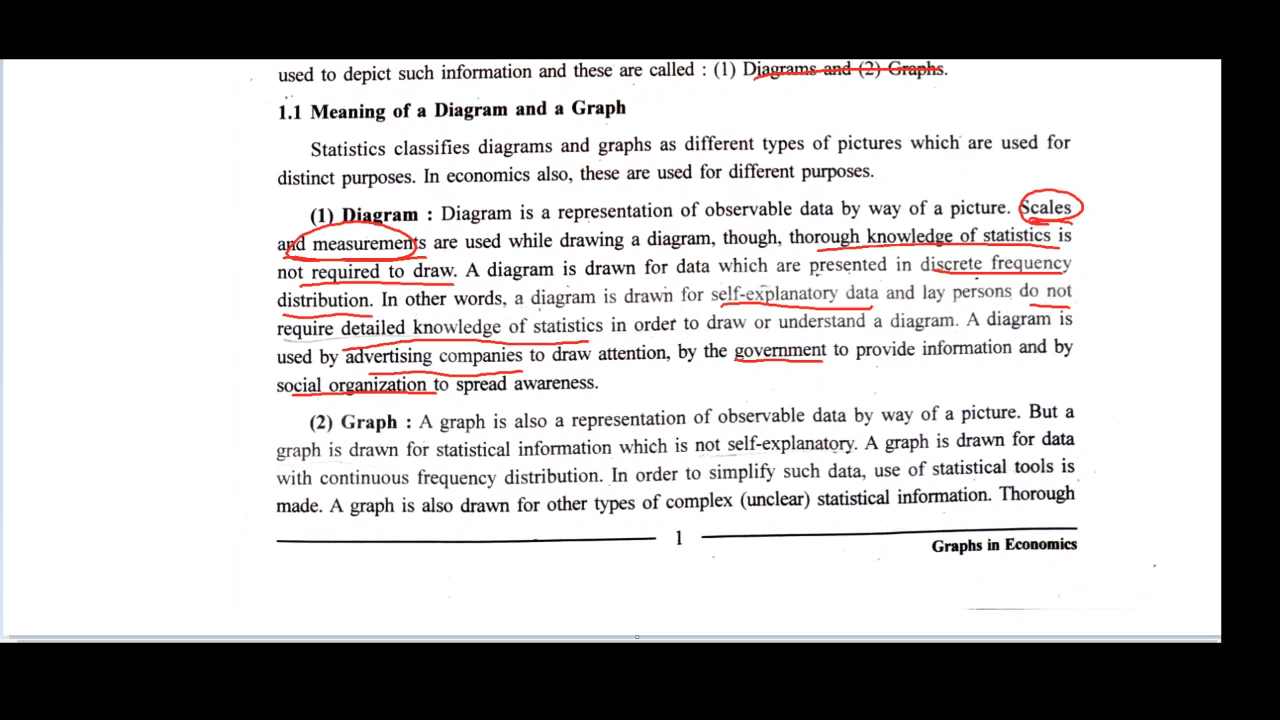 used to depict such information and these are called : (1) Diagrams and (2) Graphs.
1.1 Meaning of a Diagram and a Graph
Statistics classifies diagrams and graphs as different types of pictures which are used for
distinct purposes. In economics also, these are used for different purposes.
(1) Diagram : Diagram is a representation of observable data by way of a picture. Scales
and measurements are used while drawing a diagram, though, thorough knowledge of statistics is
not required to draw. A diagram is drawn for data which are presented in discrete frequency
distribution. In other words, a diagram is drawn for self-explanatory data and lay persons do not
require detailed knowledge of statistics in order to draw or understand a diagram. A diagram is
used by advertising companies to draw attention, by the government to provide information and by
social organization to spread awareness.
(2) Graph : A graph is also a representation of observable data by way of a picture. But a
graph is drawn for statistical information which is not self-explanatory. A graph is drawn for data
with continuous frequency distribution. In order to simplify such data, use of statistical tools is
made. A graph is also drawn for other types of complex (unclear) statistical information. Thorough
1
Graphs in Economics